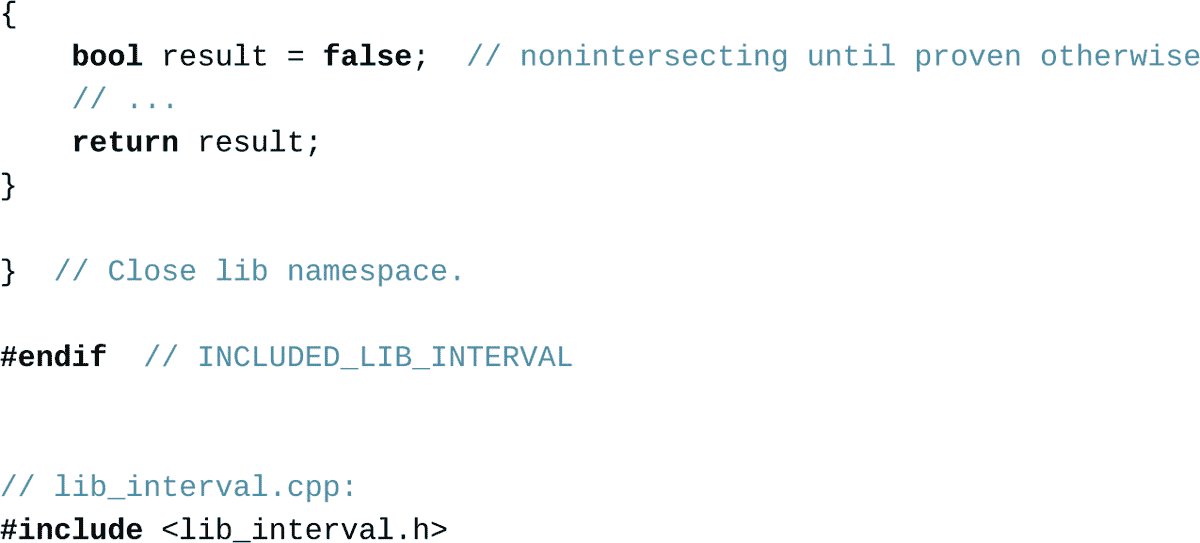 {
    bool result = false;  // nonintersecting until proven otherwise
    // ...
    return result;
}

}  // Close lib namespace.

#endif  // INCLUDED_LIB_INTERVAL


// lib_interval.cpp:
#include <lib_interval.h>